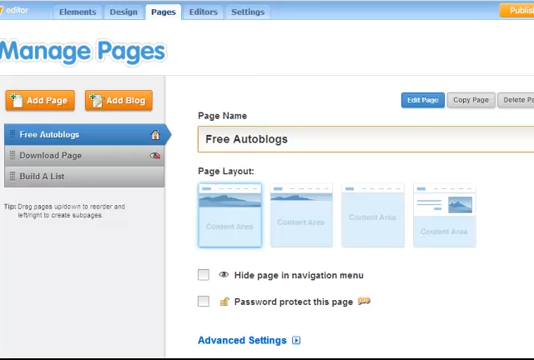 editor
Elements
Design
Pages
Editors
Settings
Publish
Manage Pages
Add Page
Add Blog
Edit Page
Copy Page
Delete
Free Autoblogs
Download Page
Build A List
Tip: Drag pages up/down to reorder and
left/right to create subpages.
Page Name
Free Autoblogs
Page Layout:
Content Area
Content Area
Content Area
Content Area
Hide page in navigation menu
Password protect this page
Advanced Settings